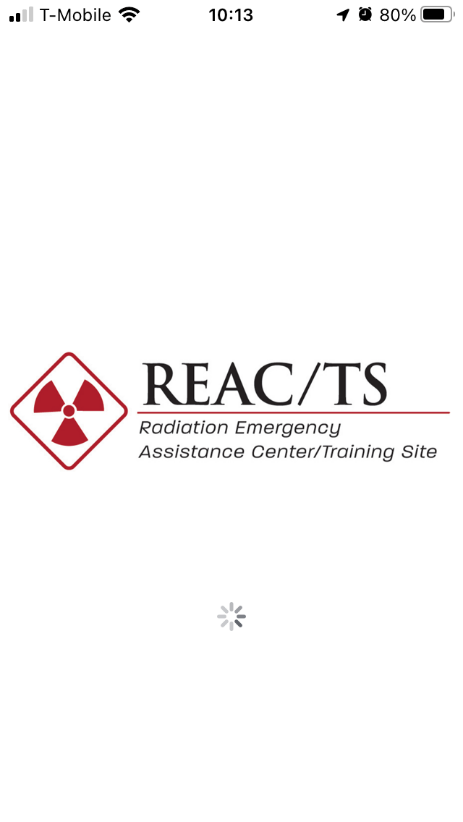 T-Mobile 10:13 80%
REAC/TS
Radiation Emergency
Assistance Center/Training Site